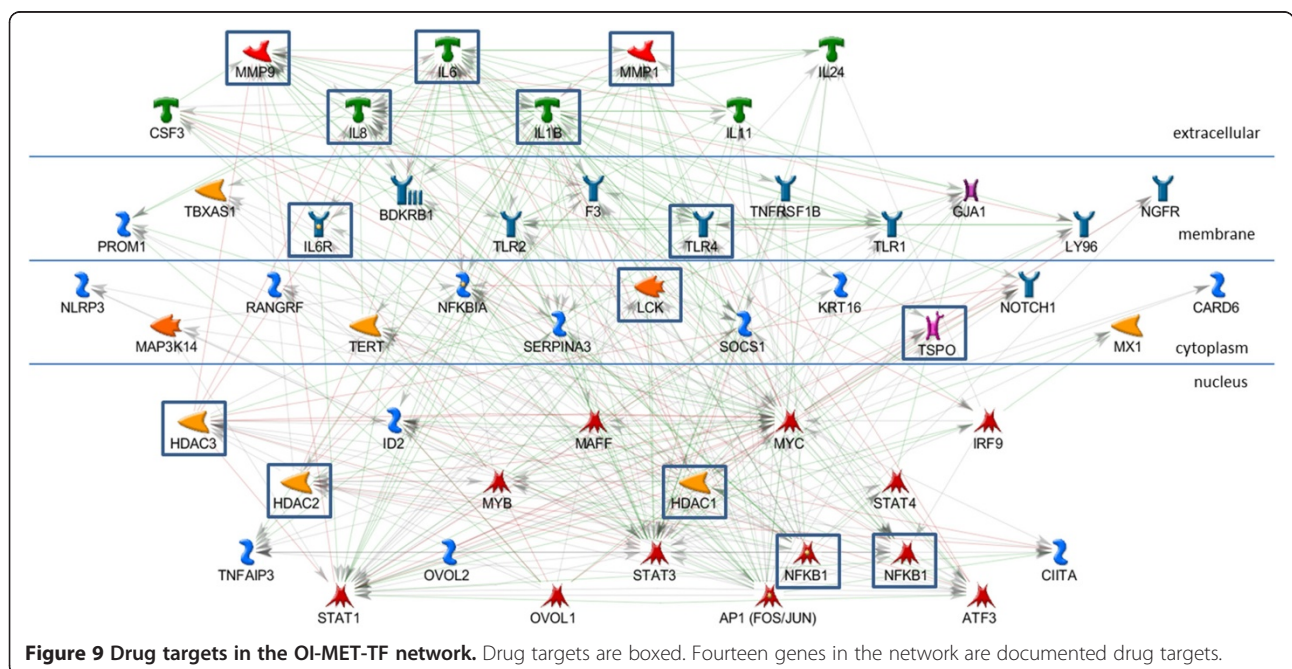 MMP9 IL6 MMP1 IL24
CSF3 IL8 IL1B IL11
extracellular
TBXAS1 BDKRB1 F3 TNFRSF1B GJA1 NGFR
PROM1 IL6R TLR2 TLR4 TLR1 LY96
membrane
NLRP3 RANGRF NFKBIA LCK KRT16 NOTCH1 CARD6
MAP3K14 TERT SERPINA3 SOCS1 TSPO MX1
cytoplasm
nucleus
HDAC3 ID2 MAFF MYC IRF9
HDAC2 MYB HDAC1 STAT4
TNFAIP3 OVOL2 STAT3 NFKB1 NFKB1 CIITA
STAT1 OVOL1 AP1 (FOS/JUN) ATF3
Figure 9 Drug targets in the OI-MET-TF network. Drug targets are boxed. Fourteen genes in the network are documented drug targets.